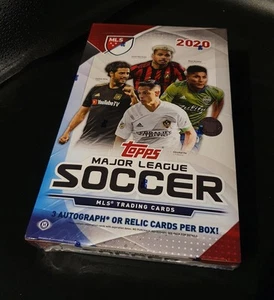 MLS
2020
Topps
MAJOR LEAGUE
SOCCER
MLS® TRADING CARDS
3 AUTOGRAPH* OR RELIC CARDS PER BOX!